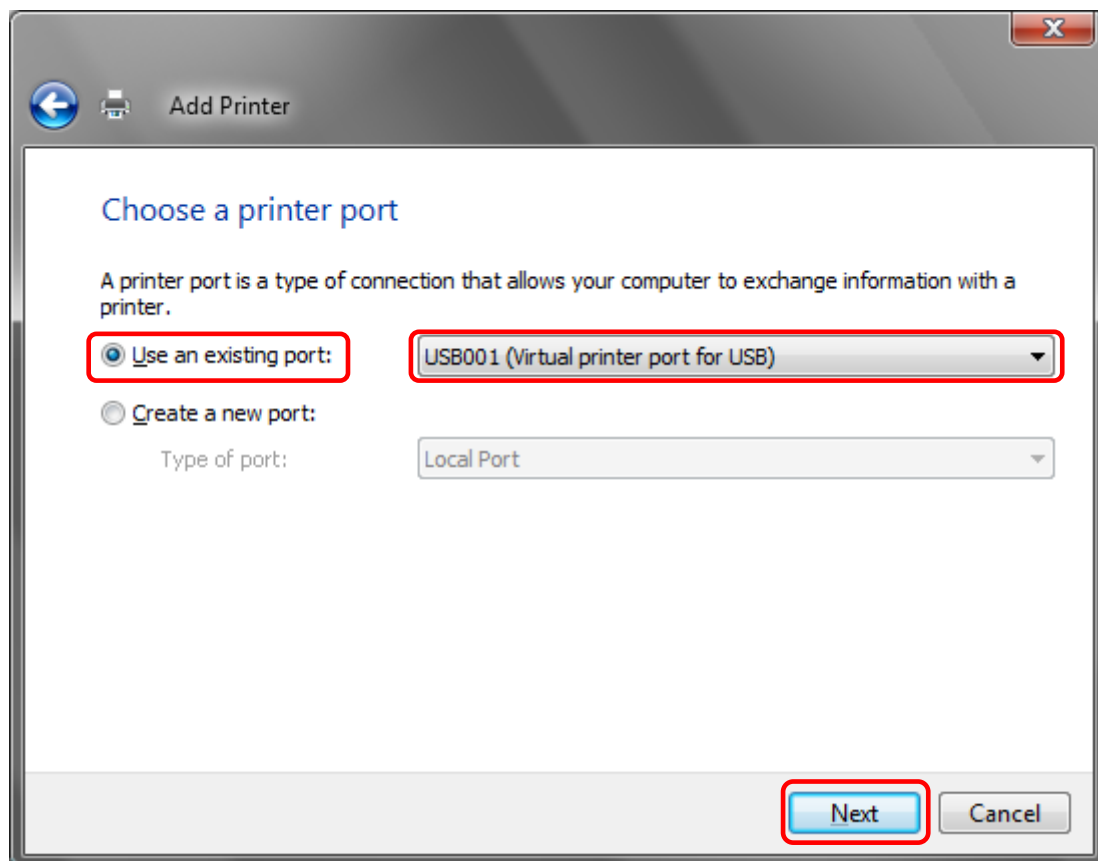 Add Printer
Choose a printer port
A printer port is a type of connection that allows your computer to exchange information with a
printer.
Use an existing port: USB001 (Virtual printer port for USB)
Create a new port:
Type of port: Local Port
Next Cancel